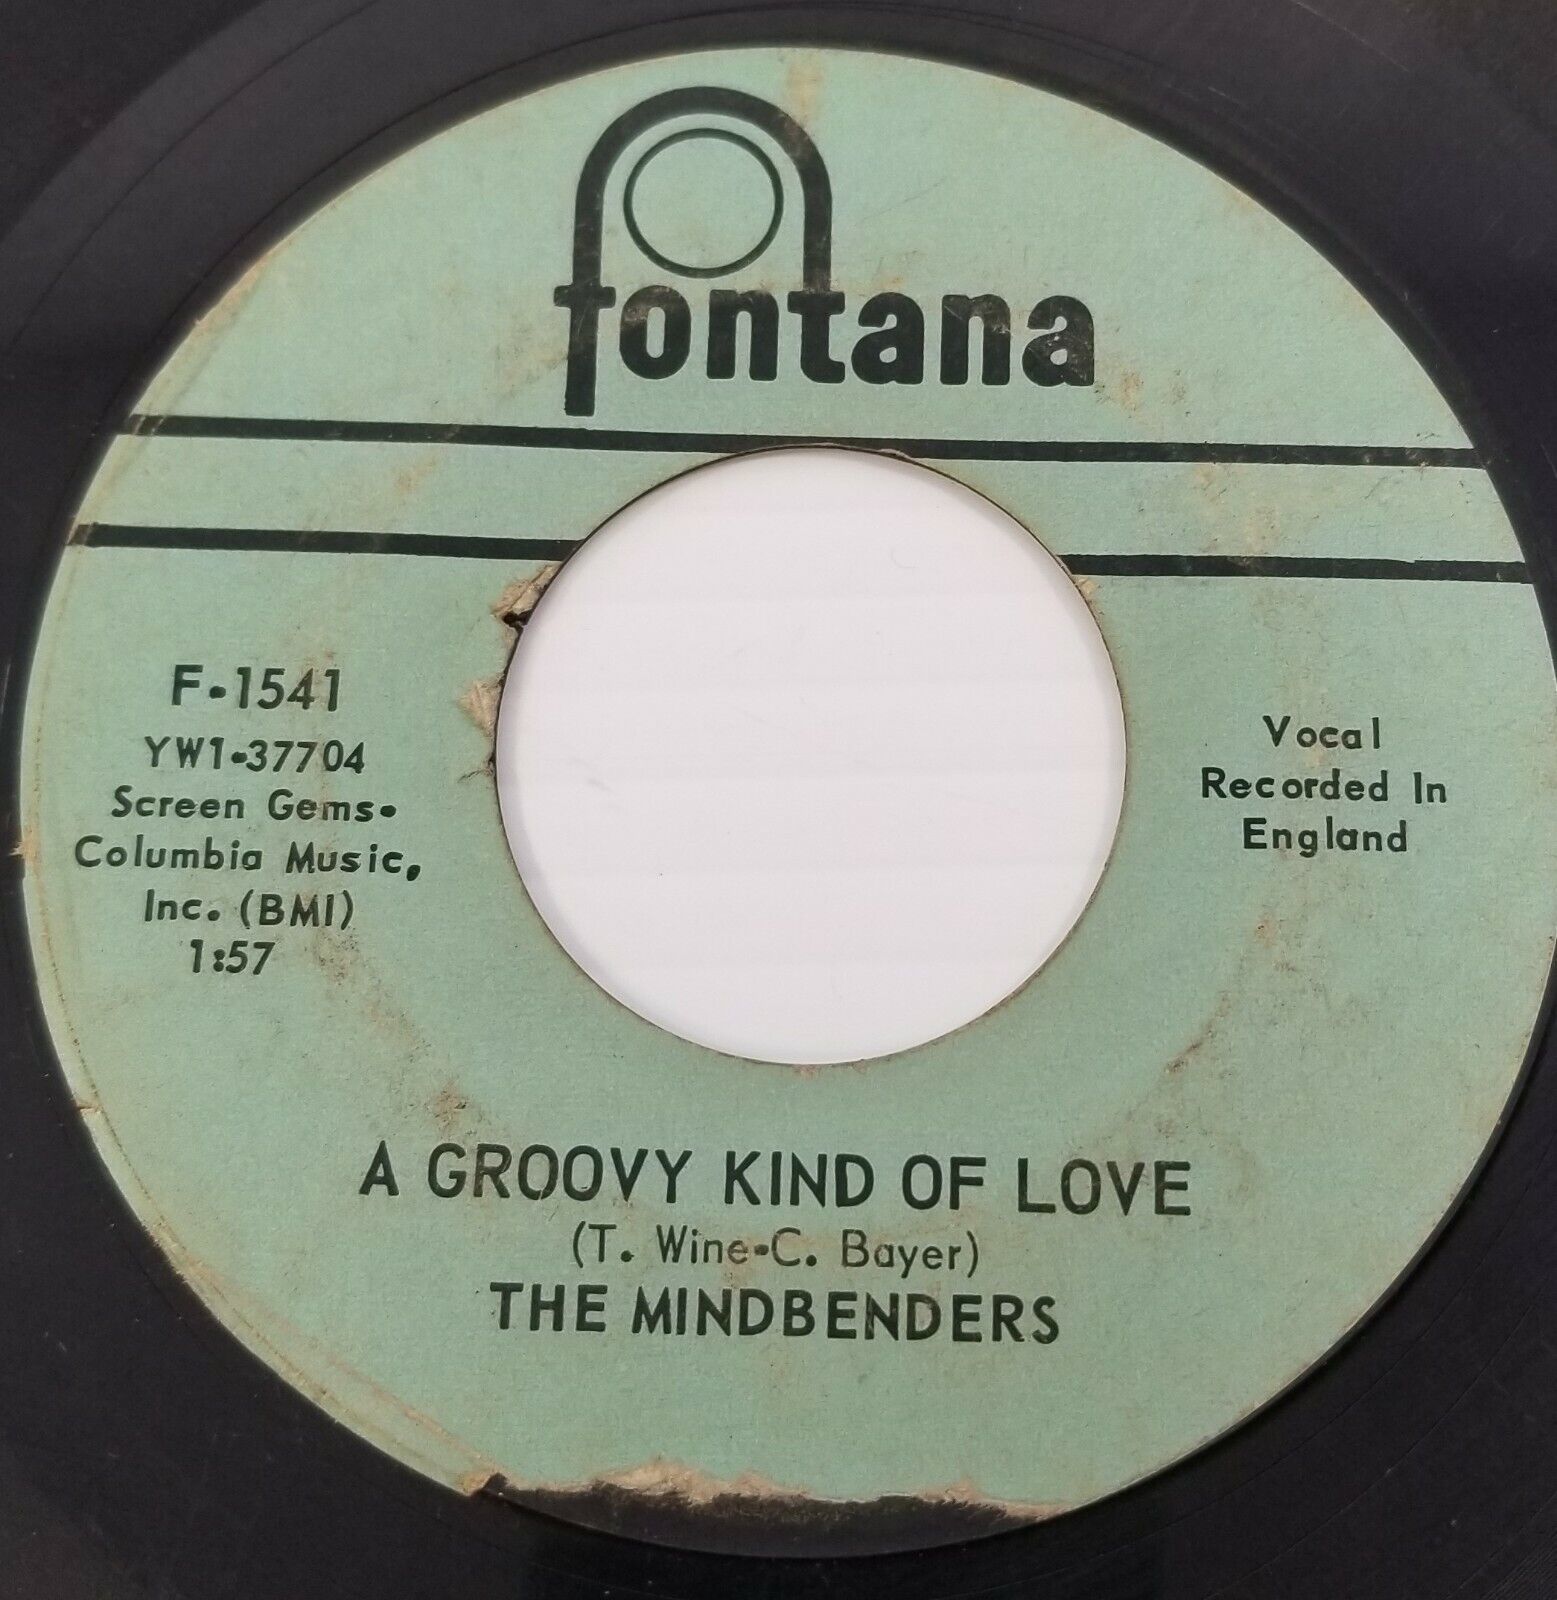 fontana
F-1541
YW1-37704
Screen Gems-
Columbia Music,
Inc. (BMI)
1:57
Vocal
Recorded In
England
A GROOVY KIND OF LOVE
(T. Wine-C. Bayer)
THE MINDBENDERS